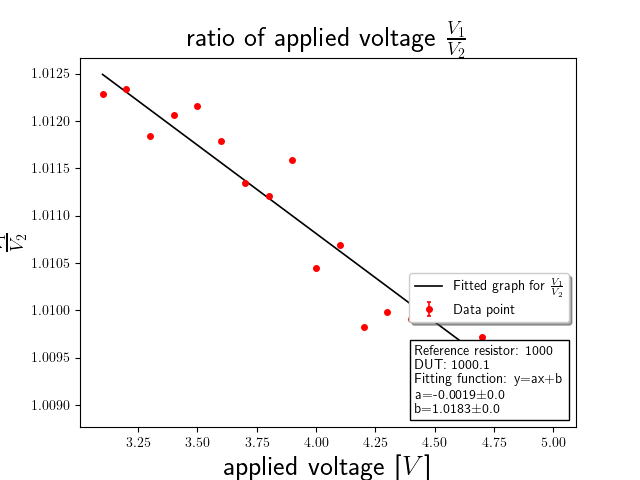 ratio of applied voltage V₁/V₂
1.0125
1.0120
1.0115
1.0110
1.0105
1.0100
1.0095
1.0090
V₂
Fitted graph for V₁/V₂
Data point
Reference resistor: 1000
DUT: 1000.1
Fitting function: y=ax+b
a=-0.0019±0.0
b=1.0183±0.0
3.25 3.50 3.75 4.00 4.25 4.50 4.75 5.00
applied voltage [V]